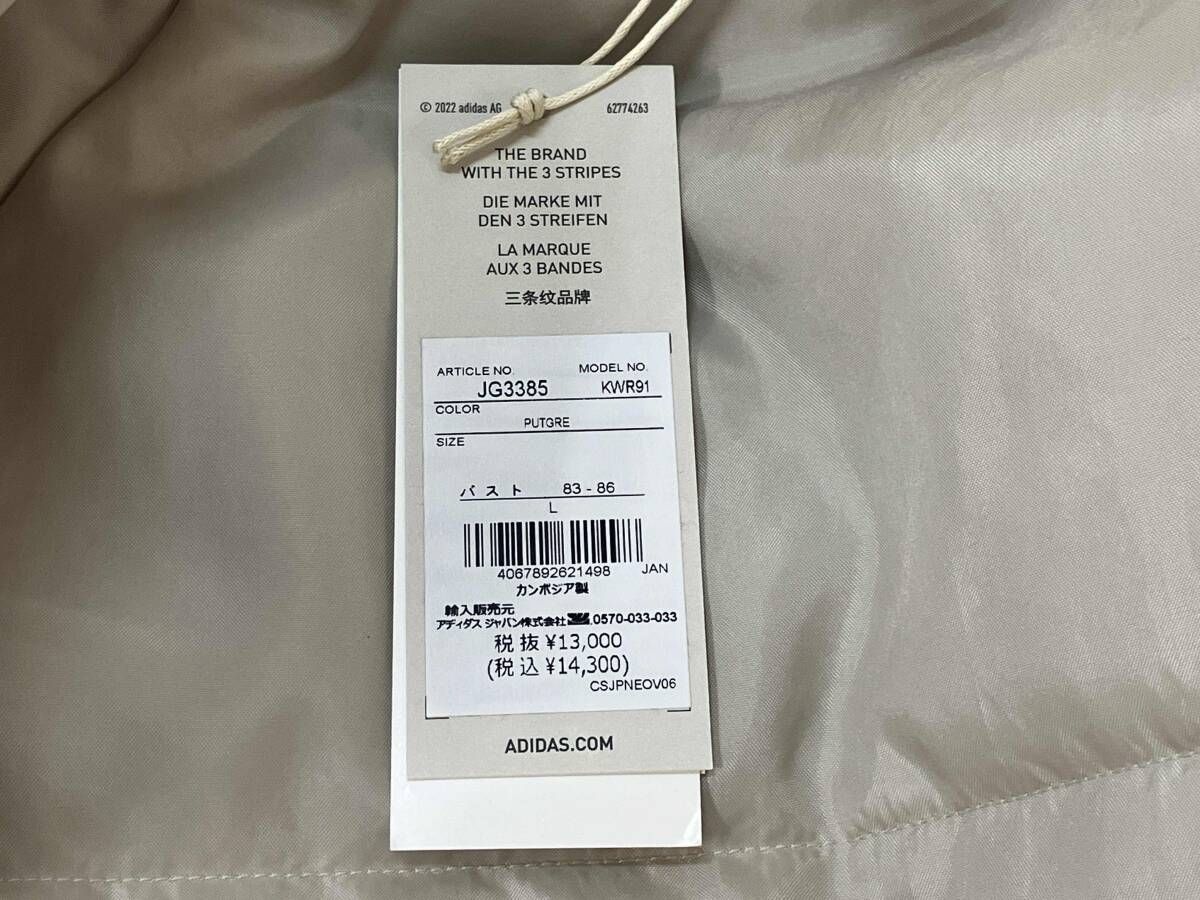 © 2022 adidas AG 62774263
THE BRAND
WITH THE 3 STRIPES
DIE MARKE MIT
DEN 3 STREIFEN
LA MARQUE
AUX 3 BANDES
三条纹品牌
ARTICLE NO. MODEL NO.
JG3385 KWR91
COLOR
PUTGRE
SIZE
バスト 83 - 86
L
4067892621498 JAN
カンボジア製
輸入販売元
アディダス ジャパン株式会社 0570-033-033
税抜 ¥13,000
(税込 ¥14,300)
CSJPNEOV06
ADIDAS.COM